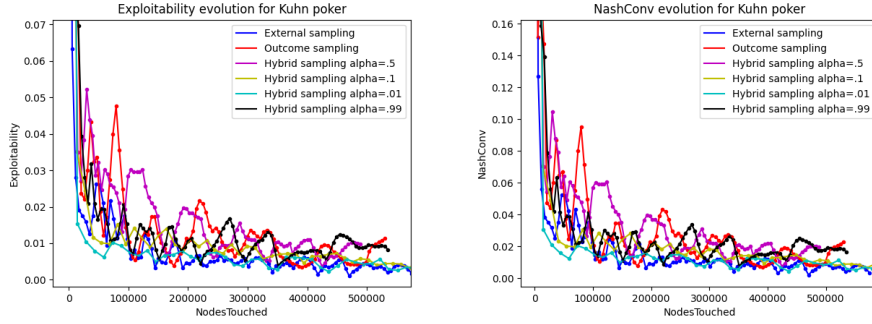 Exploitability evolution for Kuhn poker
Exploitability
0.07
0.06
0.05
0.04
0.03
0.02
0.01
0.00
External sampling
Outcome sampling
Hybrid sampling alpha=.5
Hybrid sampling alpha=.1
Hybrid sampling alpha=.01
Hybrid sampling alpha=.99
0 100000 2000000 300000 400000 5000000
NodesTouched
NashConv evolution for Kuhn poker
NashConv
0.16
0.14
0.12
0.10
0.08
0.06
0.04
0.02
0.00
External sampling
Outcome sampling
Hybrid sampling alpha=.5
Hybrid sampling alpha=.1
Hybrid sampling alpha=.01
Hybrid sampling alpha=.99
0 100000 2000000 300000 400000 5000000
NodesTouched